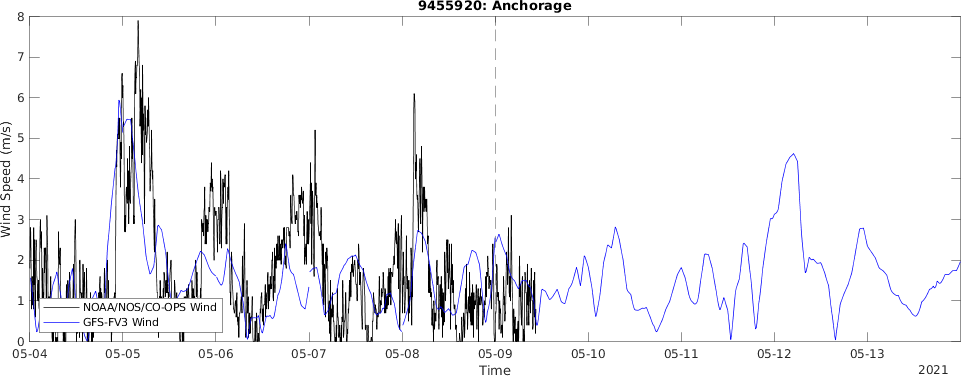 9455920: Anchorage
8
7
6
5
4
3
2
1
0
Wind Speed (m/s)
NOAA/NOS/CO-OPS Wind
GFS-FV3 Wind
05-04 05-05 05-06 05-07 05-08 05-09 05-10 05-11 05-12 05-13
Time
2021